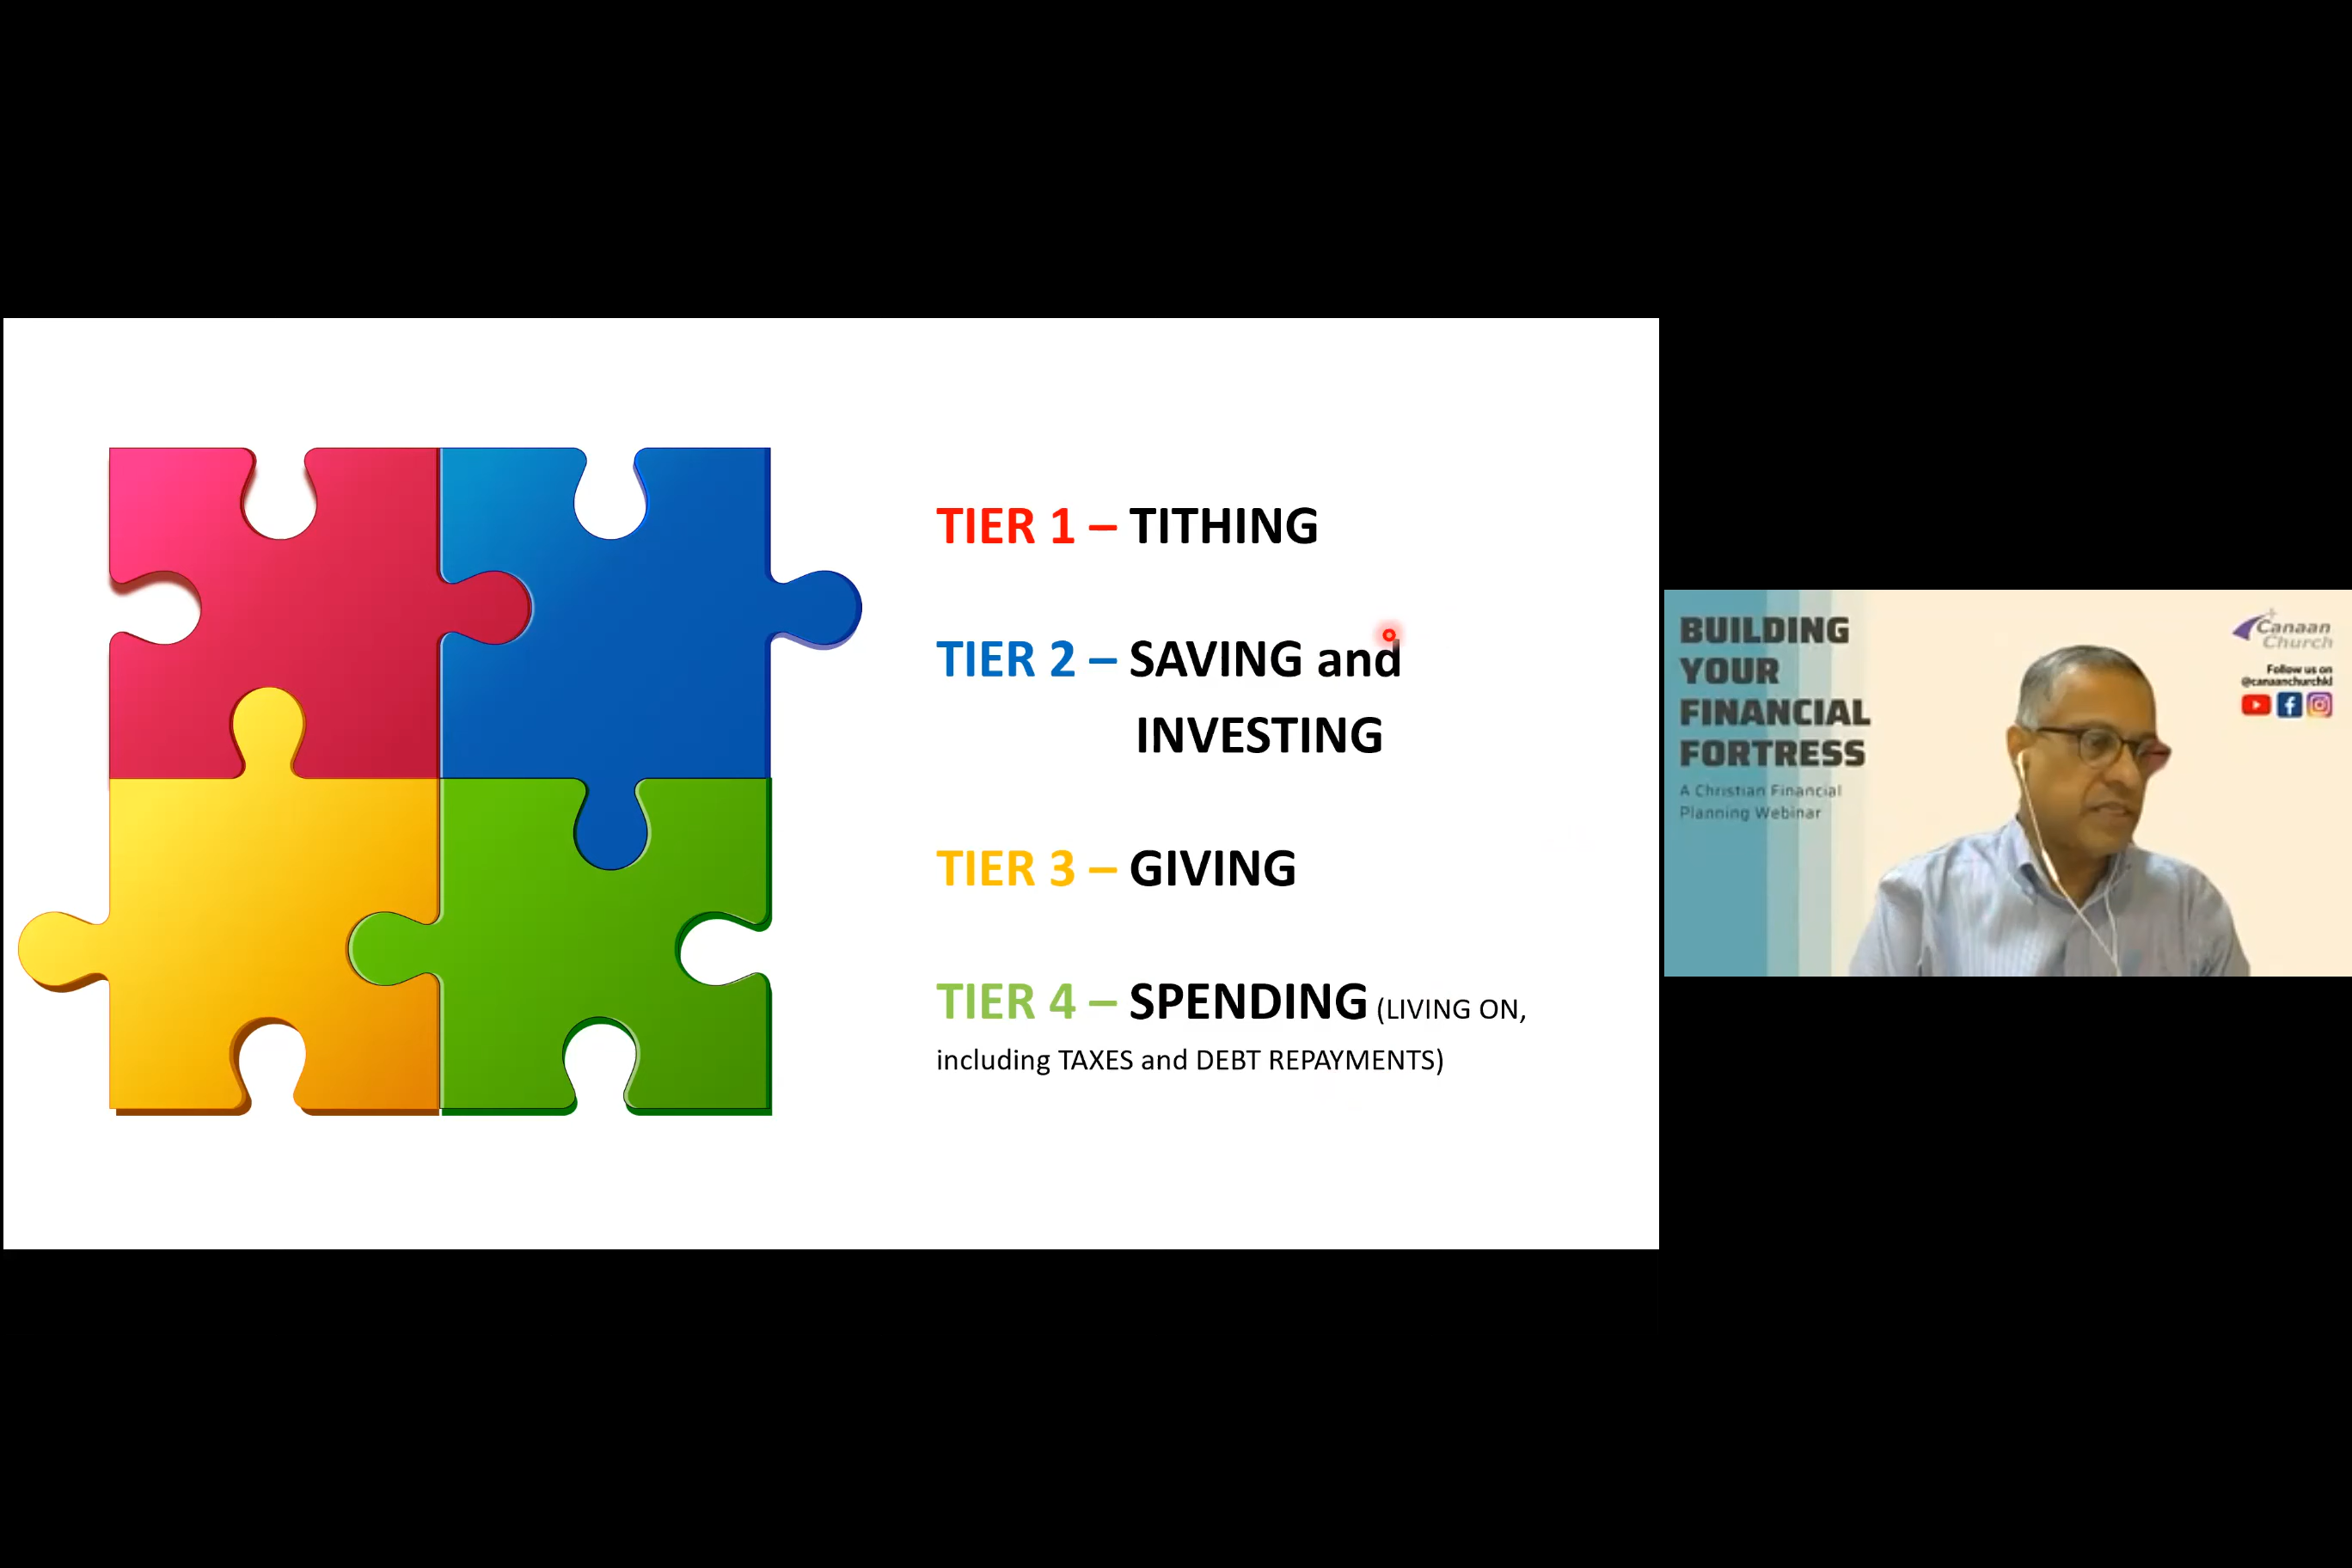 TIER 1 – TITHING
TIER 2 – SAVING and
INVESTING
TIER 3 – GIVING
TIER 4 – SPENDING (LIVING ON,
including TAXES and DEBT REPAYMENTS)
BUILDING
YOUR
FINANCIAL
FORTRESS
A Christian Financial
Planning Webinar
Canaan
Church
Follow us on
@canaanchurchkl